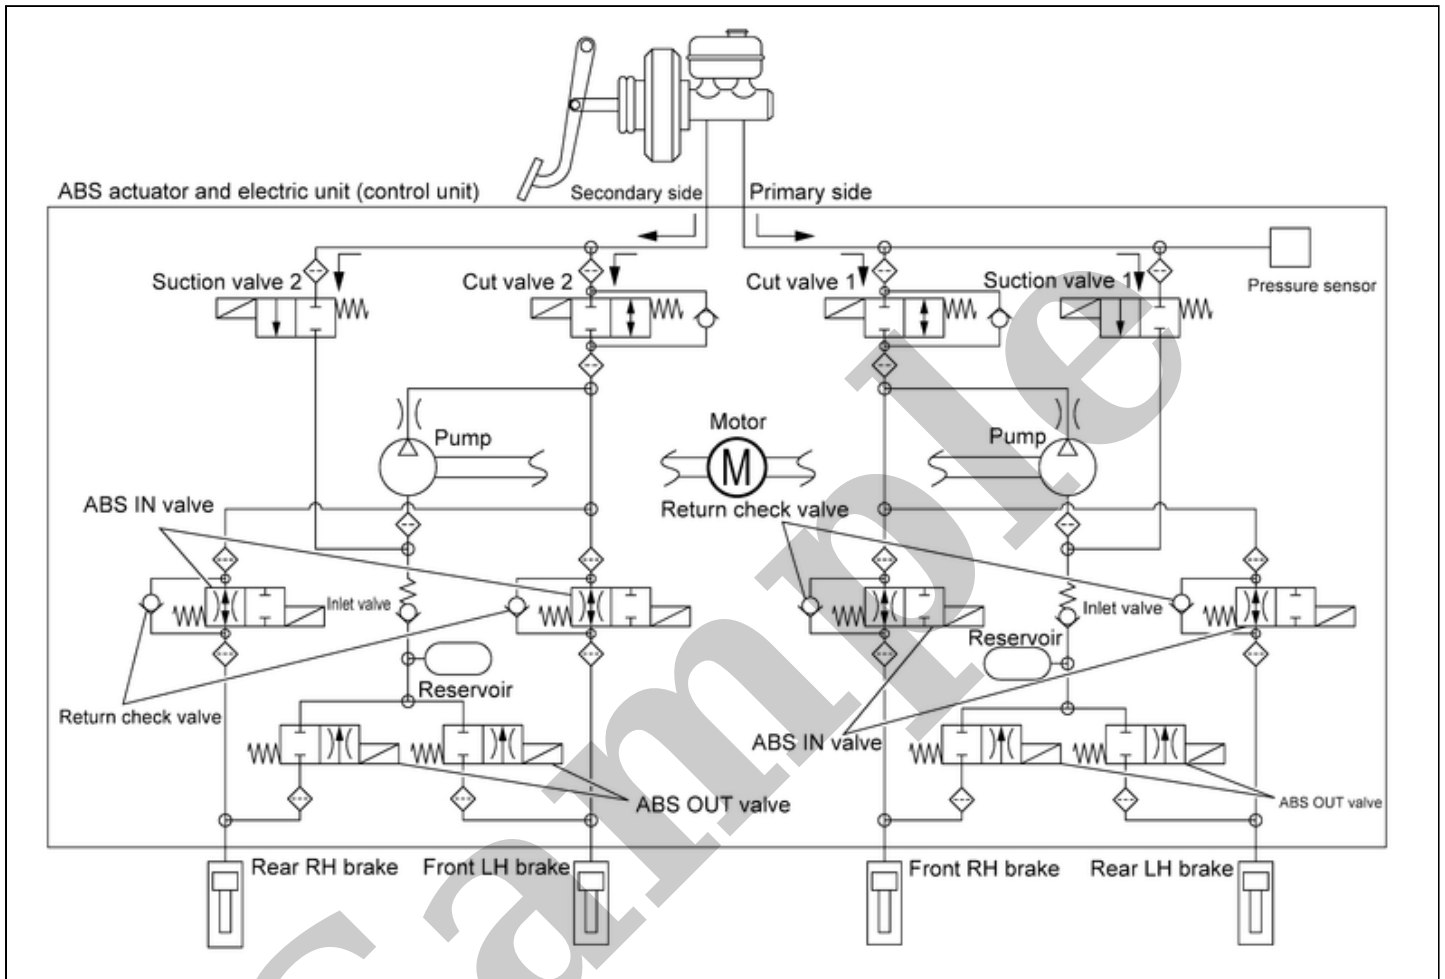 ABS actuator and electric unit (control unit)
Secondary side
Primary side
Suction valve 2
Cut valve 2
Cut valve 1
Suction valve 1
Pressure sensor
Motor
M
Pump
Pump
ABS IN valve
Return check valve
Inlet valve
Inlet valve
Reservoir
Reservoir
Return check valve
ABS IN valve
ABS OUT valve
ABS OUT valve
Rear RH brake
Front LH brake
Front RH brake
Rear LH brake
Sample